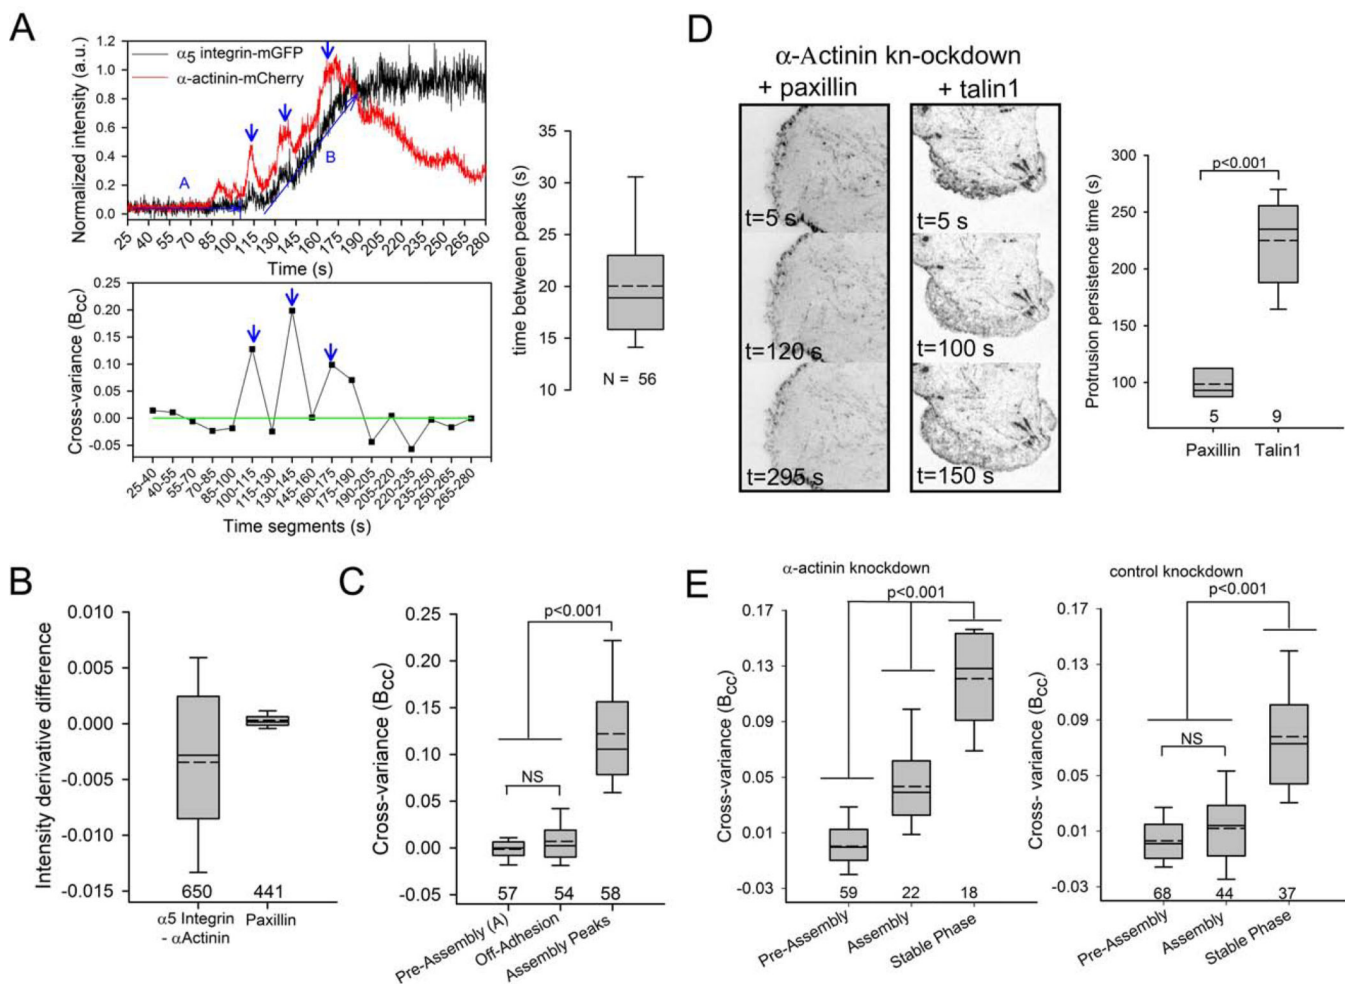 A
α5 integrin-mGFP
α-actinin-mCherry
Normalized intensity (a.u.)
1.2
1.0
0.8
0.6
0.4
0.2
0.0
A
B
25 40 55 70 85 100 115 130 145 160 175 190 205 220 235 250 265 280
Time (s)
Cross-variance (BCC)
0.25
0.20
0.15
0.10
0.05
0.00
-0.05
25-40 40-55 55-70 70-85 85-100 100-115 115-130 130-145 145-160 160-175 175-190 190-205 205-220 220-235 235-250 250-265 265-280
Time segments (s)
time between peaks (s)
35
30
25
20
15
10
N = 56
D
α-Actinin kn-ockdown
+ paxillin + talin1
t=5 s t=5 s
t=120 s t=100 s
t=295 s t=150 s
Protrusion persistence time (s)
300
250
200
150
100
p<0.001
5 9
Paxillin Talin1
B
Intensity derivative difference
0.010
0.005
0.000
-0.005
-0.010
-0.015
650 441
α5 Integrin Paxillin
- αActinin
C
Cross-variance (BCC)
0.25
0.20
0.15
0.10
0.05
0.00
-0.05
p<0.001
NS
57 54 58
Pre-Assembly (A) Off-Adhesion Assembly Peaks
E
α-actinin knockdown
Cross-variance (BCC)
0.17
0.13
0.09
0.05
0.01
-0.03
p<0.001
59 22 18
Pre-Assembly Assembly Stable Phase
control knockdown
Cross- variance (BCC)
0.17
0.13
0.09
0.05
0.01
-0.03
p<0.001
NS
68 44 37
Pre-Assembly Assembly Stable Phase